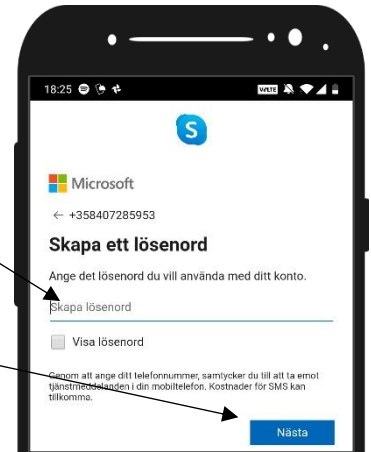 18:25
VoLTE
S
Microsoft
← +358407285953
Skapa ett lösenord
Ange det lösenord du vill använda med ditt konto.
Skapa lösenord
Visa lösenord
Genom att ange ditt telefonnummer, samtycker du till att ta emot
tjänstmeddelanden i din mobiltelefon. Kostnader för SMS kan
tillkomma.
Nästa